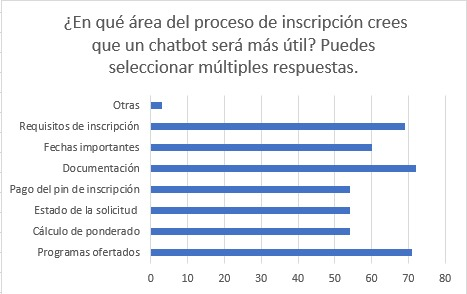 ¿En qué área del proceso de inscripción crees
que un chatbot será más útil? Puedes
seleccionar múltiples respuestas.
Otras
Requisitos de inscripción
Fechas importantes
Documentación
Pago del pin de inscripción
Estado de la solicitud
Cálculo de ponderado
Programas ofertados
0 10 20 30 40 50 60 70 80